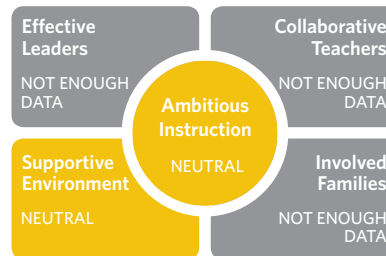 Effective
Leaders
NOT ENOUGH
DATA
Collaborative
Teachers
NOT ENOUGH
DATA
Ambitious
Instruction
NEUTRAL
Supportive
Environment
NEUTRAL
Involved
Families
NOT ENOUGH
DATA